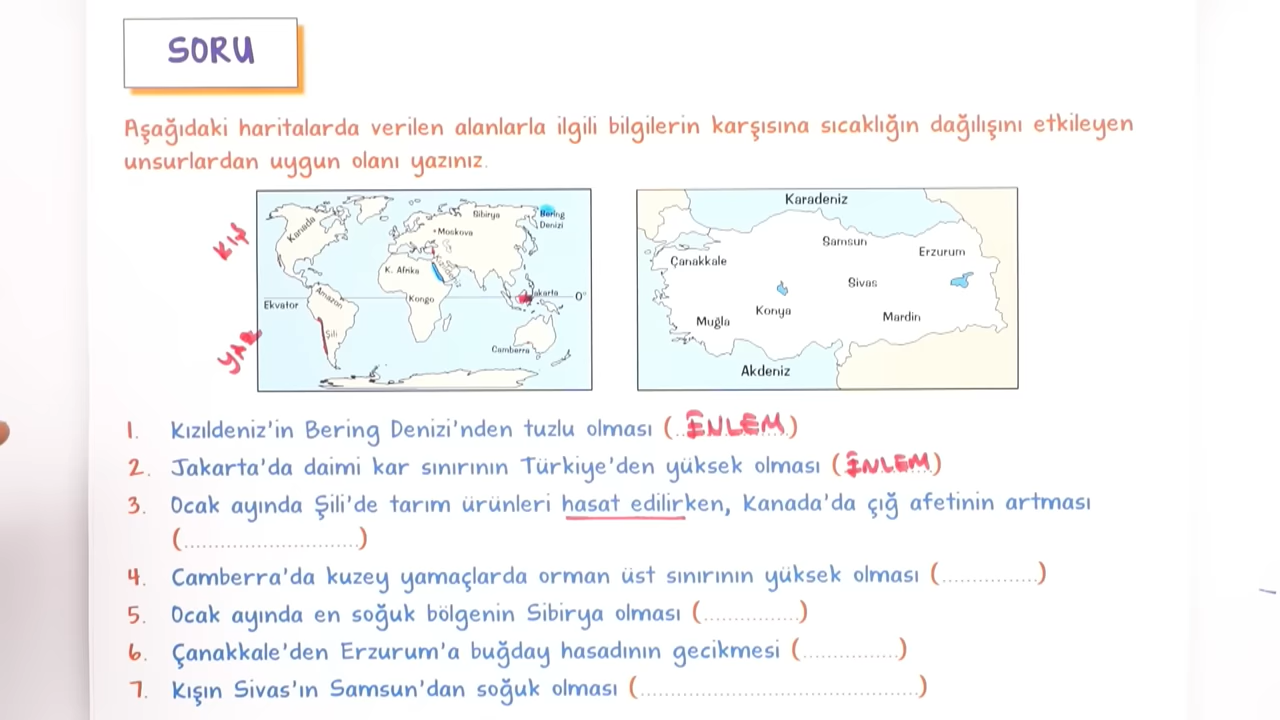 SORU
Aşağıdaki haritalarda verilen alanlarla ilgili bilgilerin karşısına sıcaklığın dağılışını etkileyen
unsurlardan uygun olanı yazınız.
KIŞ
YAZ
Kanada
Sibirya
Bering
Denizi
Moskova
K. Afrika
Jakarta
0°
Ekvator
Amazon
Kongo
Şili
Camberra
Karadeniz
Samsun
Erzurum
Çanakkale
Sivas
Konya
Mardin
Muğla
Akdeniz
1. Kızıldeniz'in Bering Denizi'nden tuzlu olması (..ENLEM.)
2. Jakarta'da daimi kar sınırının Türkiye'den yüksek olması (ENLEM)
3. Ocak ayında Şili'de tarım ürünleri hasat edilirken, Kanada'da çığ afetinin artması
(............................)
4. Camberra'da kuzey yamaçlarda orman üst sınırının yüksek olması (...............)
5. Ocak ayında en soğuk bölgenin Sibirya olması (...............)
6. Çanakkale'den Erzurum'a buğday hasadının gecikmesi (...............)
7. Kışın Sivas'ın Samsun'dan soğuk olması (.............................................)